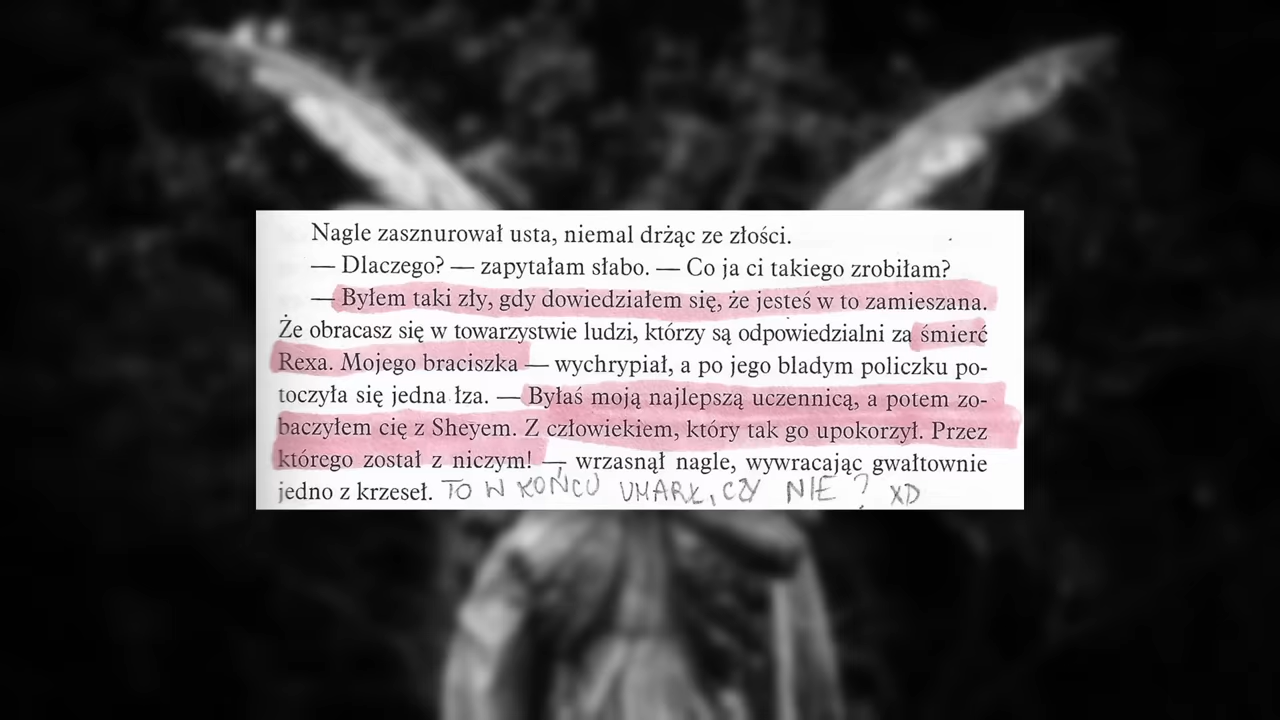 Nagle zasznurował usta, niemal drżąc ze złości.
— Dlaczego? — zapytałam słabo. — Co ja ci takiego zrobiłam?
— Byłem taki zły, gdy dowiedziałem się, że jesteś w to zamieszana.
Że obracasz się w towarzystwie ludzi, którzy są odpowiedzialni za śmierć
Rexa. Mojego braciszka — wychrypiał, a po jego bladym policzku po-
toczyła się jedna łza. — Byłaś moją najlepszą uczennicą, a potem zo-
baczyłem cię z Sheyem. Z człowiekiem, który tak go upokorzył. Przez
którego został z niczym! — wrzasnął nagle, wywracając gwałtownie
jedno z krzeseł. TO W KOŃCU UMARŁ, CZY NIE? XD